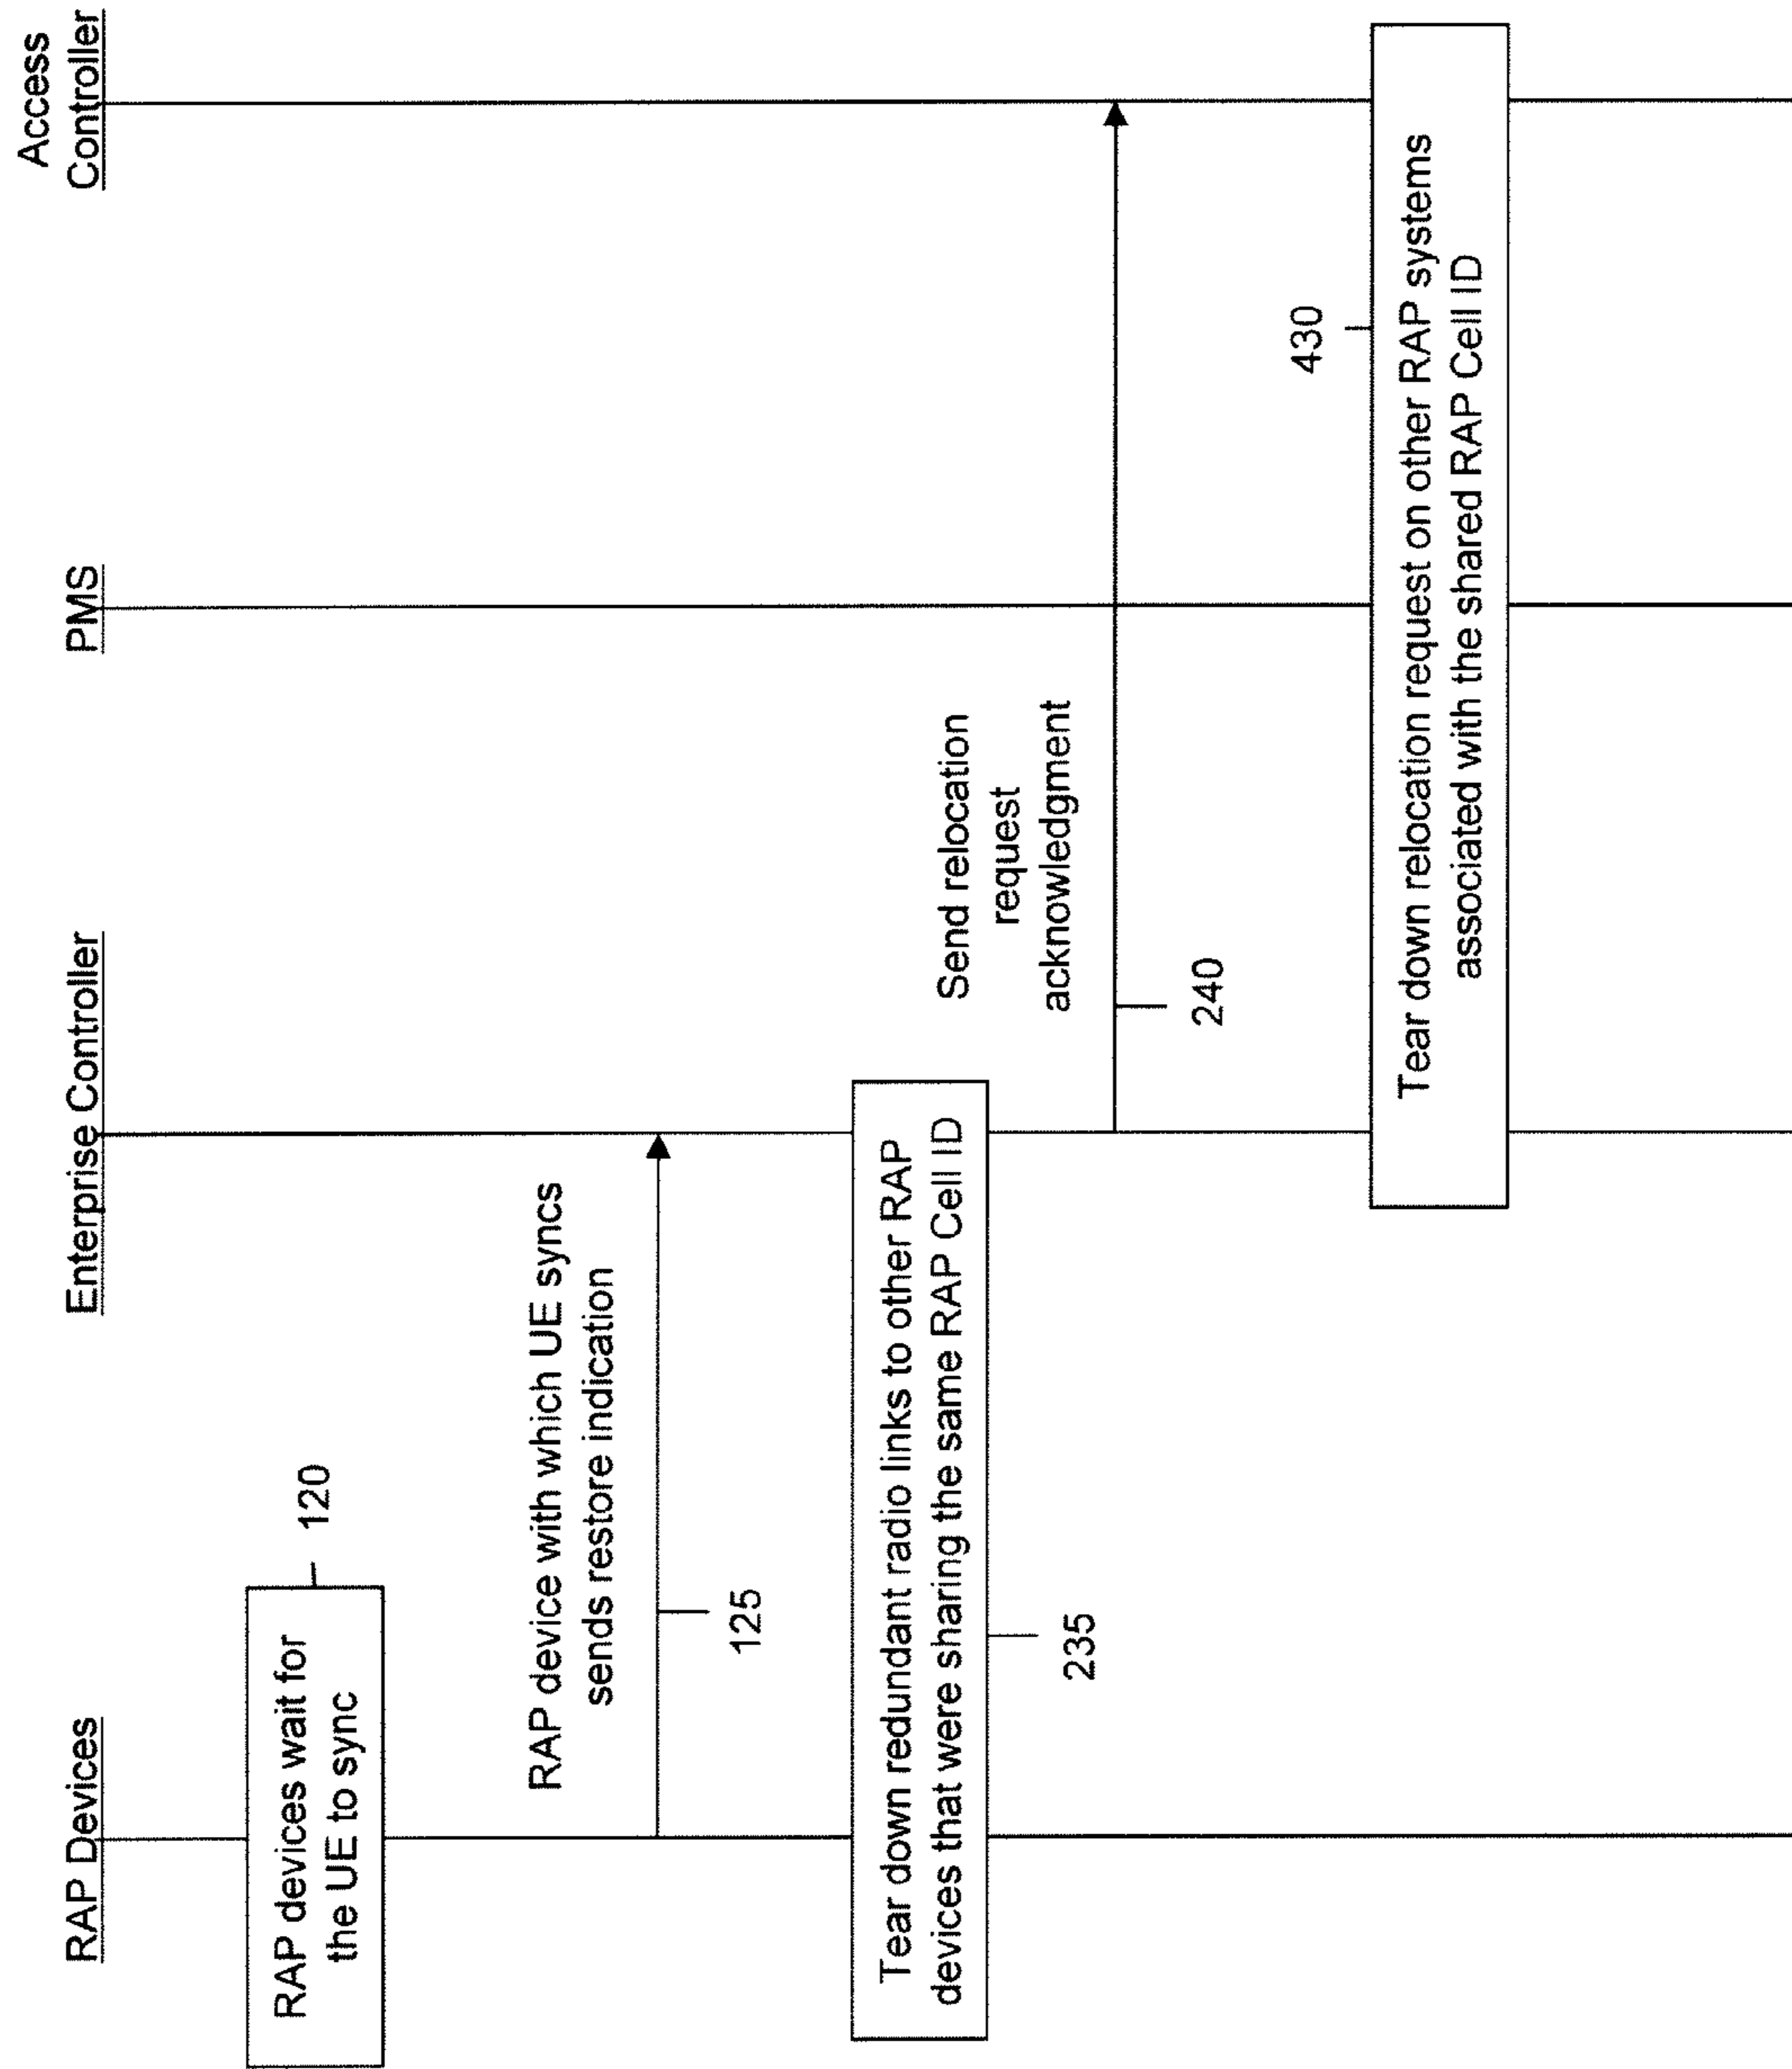 RAP Devices
Enterprise Controller
PMS
Access
Controller
RAP devices wait for
the UE to sync
120
RAP device with which UE syncs
sends restore indication
125
Tear down redundant radio links to other RAP
devices that were sharing the same RAP Cell ID
235
Send relocation
request
acknowledgment
240
430
Tear down relocation request on other RAP systems
associated with the shared RAP Cell ID